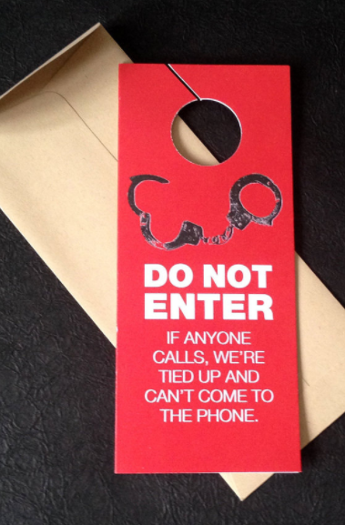 DO NOT
ENTER
IF ANYONE
CALLS, WE'RE
TIED UP AND
CAN'T COME TO
THE PHONE.